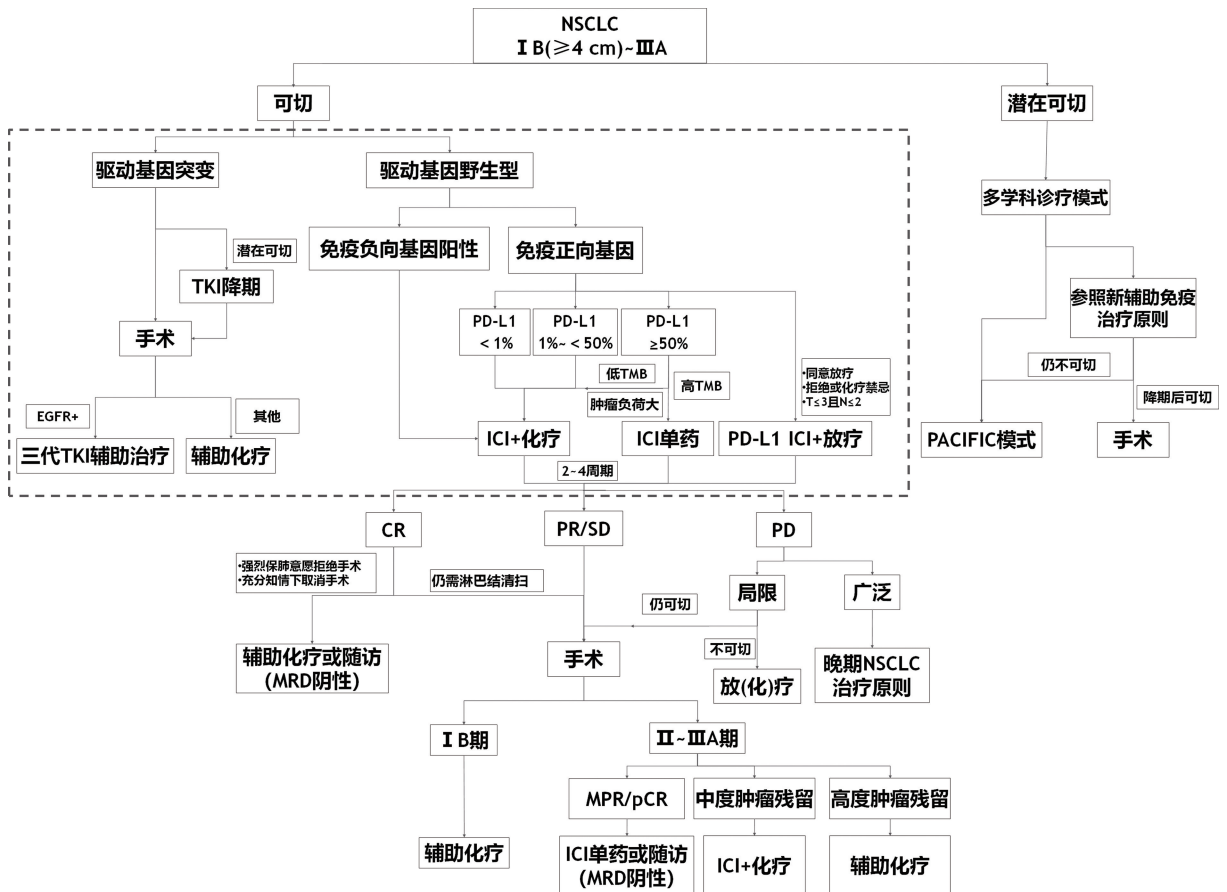 NSCLC
ⅠB(≥4 cm)~ⅢA
可切
潜在可切
驱动基因突变
驱动基因野生型
多学科诊疗模式
潜在可切
免疫负向基因阳性
免疫正向基因
TKI降期
参照新辅助免疫
治疗原则
PD-L1
< 1%
PD-L1
1%~ < 50%
PD-L1
≥50%
手术
低TMB
高TMB
•同意放疗
•拒绝或化疗禁忌
•T≤3且N≤2
仍不可切
降期后可切
肿瘤负荷大
EGFR+
其他
三代TKI辅助治疗
辅助化疗
ICI+化疗
ICI单药
PD-L1 ICI+放疗
PACIFIC模式
手术
2~4周期
CR
PR/SD
PD
•强烈保肺意愿拒绝手术
•充分知情下取消手术
仍需淋巴结清扫
局限
广泛
仍可切
不可切
辅助化疗或随访
(MRD阴性)
手术
放(化)疗
晚期NSCLC
治疗原则
ⅠB期
Ⅱ~ⅢA期
MPR/pCR
中度肿瘤残留
高度肿瘤残留
辅助化疗
ICI单药或随访
(MRD阴性)
ICI+化疗
辅助化疗